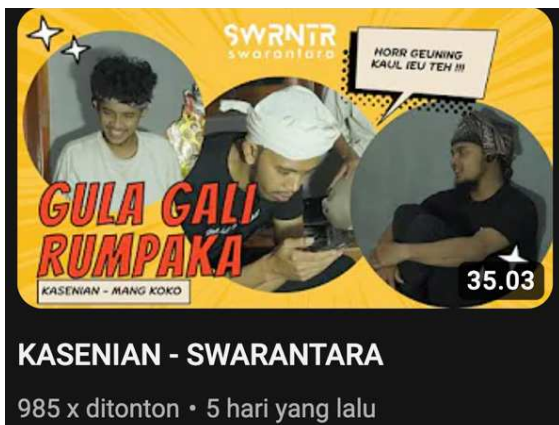 SWRNTR
swarantara
HORR GEUNING
KAUL IEU TEH !!!
GULA GALI
RUMPAKA
KASENIAN - MANG KOKO
35.03
KASENIAN - SWARANTARA
985 x ditonton • 5 hari yang lalu